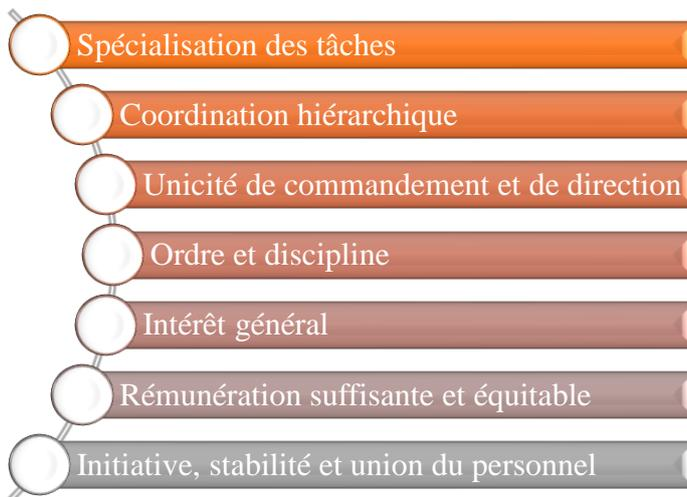 Spécialisation des tâches
Coordination hiérarchique
Unicité de commandement et de direction
Ordre et discipline
Intérêt général
Rémunération suffisante et équitable
Initiative, stabilité et union du personnel